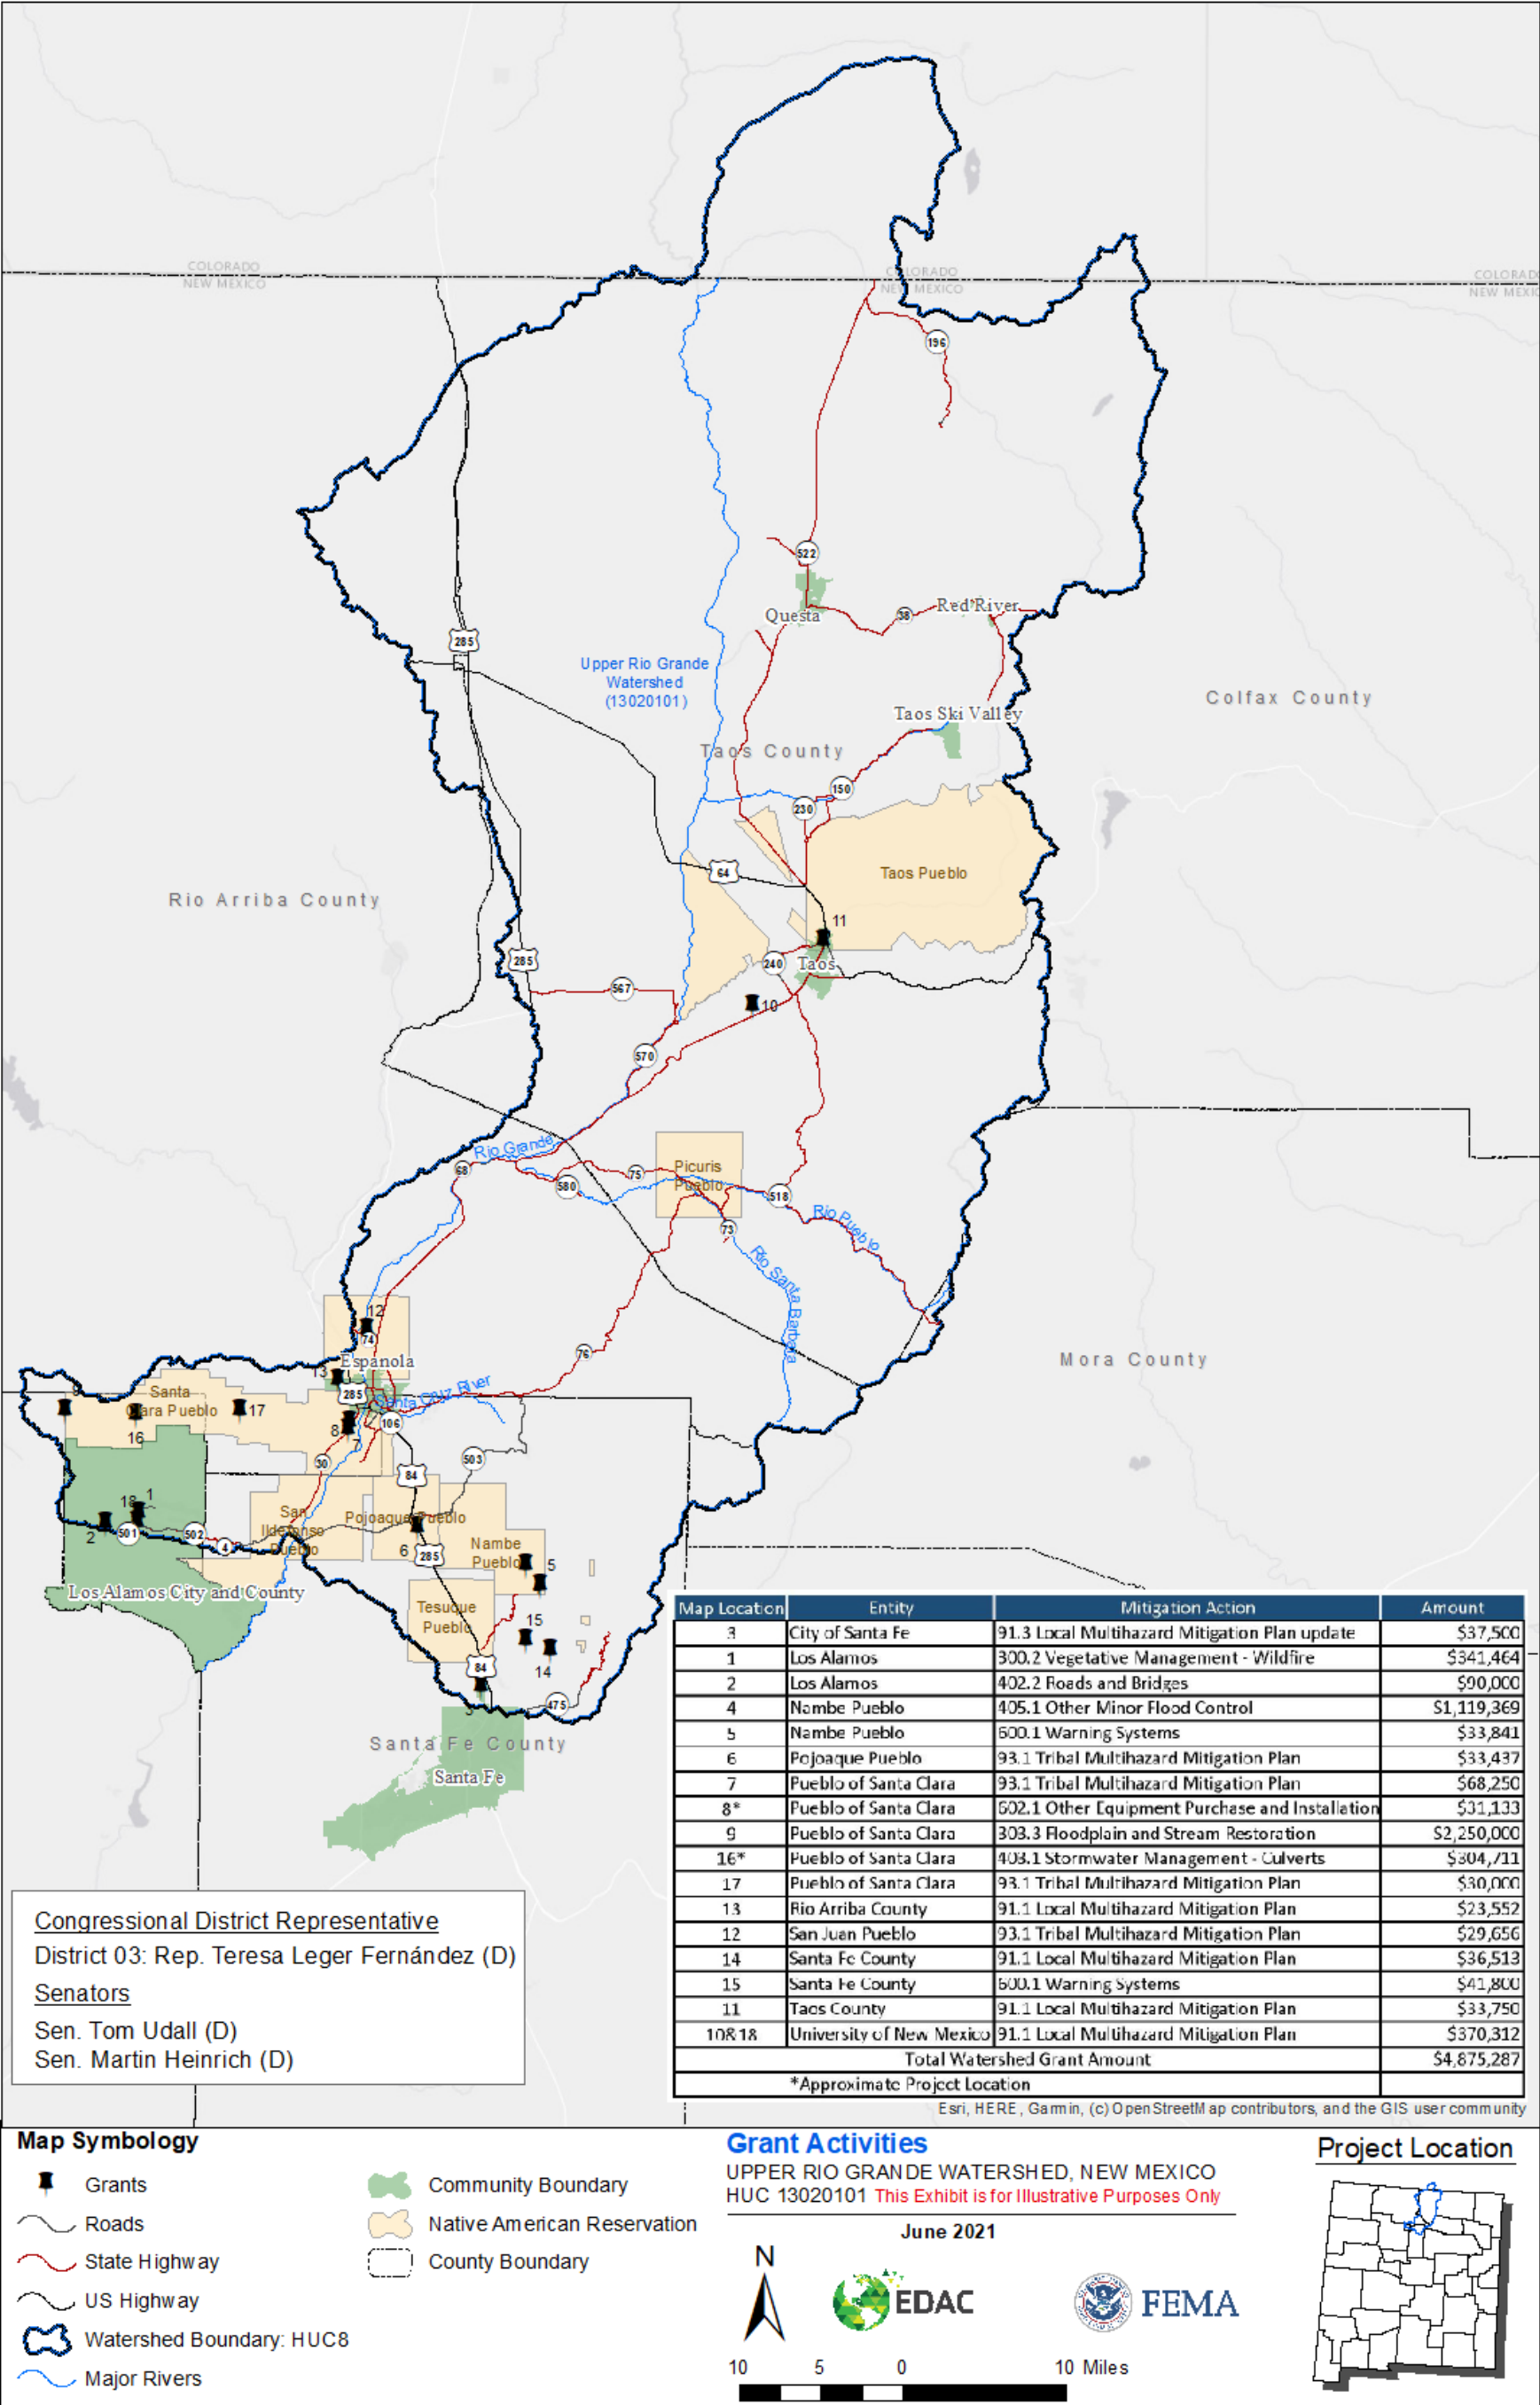 COLORADO
NEW MEXICO
COLORADO
NEW MEXICO
COLORAD
NEW MEXIC
196
522
Questa
38
Red River
285
Upper Rio Grande
Watershed
(13020101)
Colfax County
Taos Ski Valley
Taos County
150
230
64
Taos Pueblo
Rio Arriba County
11
285
240
Taos
567
10
570
Rio Grande
68
75
580
Picuris
Pueblo
518
73
Rio Pueblo
Rio Santa Barbara
12
74
Espanola
76
Mora County
13
285
Santa Cruz River
Santa
Clara Pueblo
17
16
8
7
106
30
84
503
18
1
2
501
502
4
San
Ildefonso
Pueblo
Pojoaque Pueblo
6
285
Nambe
Pueblo
5
Los Alamos City and County
Tesuque
Pueblo
15
14
84
3
475
Santa Fe County
Santa Fe
Map Location Entity Mitigation Action Amount
3 City of Santa Fe 91.3 Local Multihazard Mitigation Plan update $37,500
1 Los Alamos 300.2 Vegetative Management - Wildfire $341,464
2 Los Alamos 402.2 Roads and Bridges $90,000
4 Nambe Pueblo 405.1 Other Minor Flood Control $1,119,369
5 Nambe Pueblo 600.1 Warning Systems $33,841
6 Pojoaque Pueblo 93.1 Tribal Multihazard Mitigation Plan $33,437
7 Pueblo of Santa Clara 93.1 Tribal Multihazard Mitigation Plan $68,250
8* Pueblo of Santa Clara 602.1 Other Equipment Purchase and Installation $31,133
9 Pueblo of Santa Clara 303.3 Floodplain and Stream Restoration $2,250,000
16* Pueblo of Santa Clara 403.1 Stormwater Management - Culverts $304,711
17 Pueblo of Santa Clara 93.1 Tribal Multihazard Mitigation Plan $30,000
13 Rio Arriba County 91.1 Local Multihazard Mitigation Plan $23,552
12 San Juan Pueblo 93.1 Tribal Multihazard Mitigation Plan $29,656
14 Santa Fe County 91.1 Local Multihazard Mitigation Plan $36,513
15 Santa Fe County 600.1 Warning Systems $41,800
11 Taos County 91.1 Local Multihazard Mitigation Plan $33,750
10&18 University of New Mexico 91.1 Local Multihazard Mitigation Plan $370,312
Total Watershed Grant Amount $4,875,287
*Approximate Project Location
Esri, HERE, Garmin, (c) OpenStreetMap contributors, and the GIS user community
Congressional District Representative
District 03: Rep. Teresa Leger Fernández (D)
Senators
Sen. Tom Udall (D)
Sen. Martin Heinrich (D)
Map Symbology
Grants
Roads
State Highway
US Highway
Watershed Boundary: HUC8
Major Rivers
Community Boundary
Native American Reservation
County Boundary
Grant Activities
UPPER RIO GRANDE WATERSHED, NEW MEXICO
HUC 13020101 This Exhibit is for Illustrative Purposes Only
June 2021
N
EDAC
FEMA
10 5 0 10 Miles
Project Location